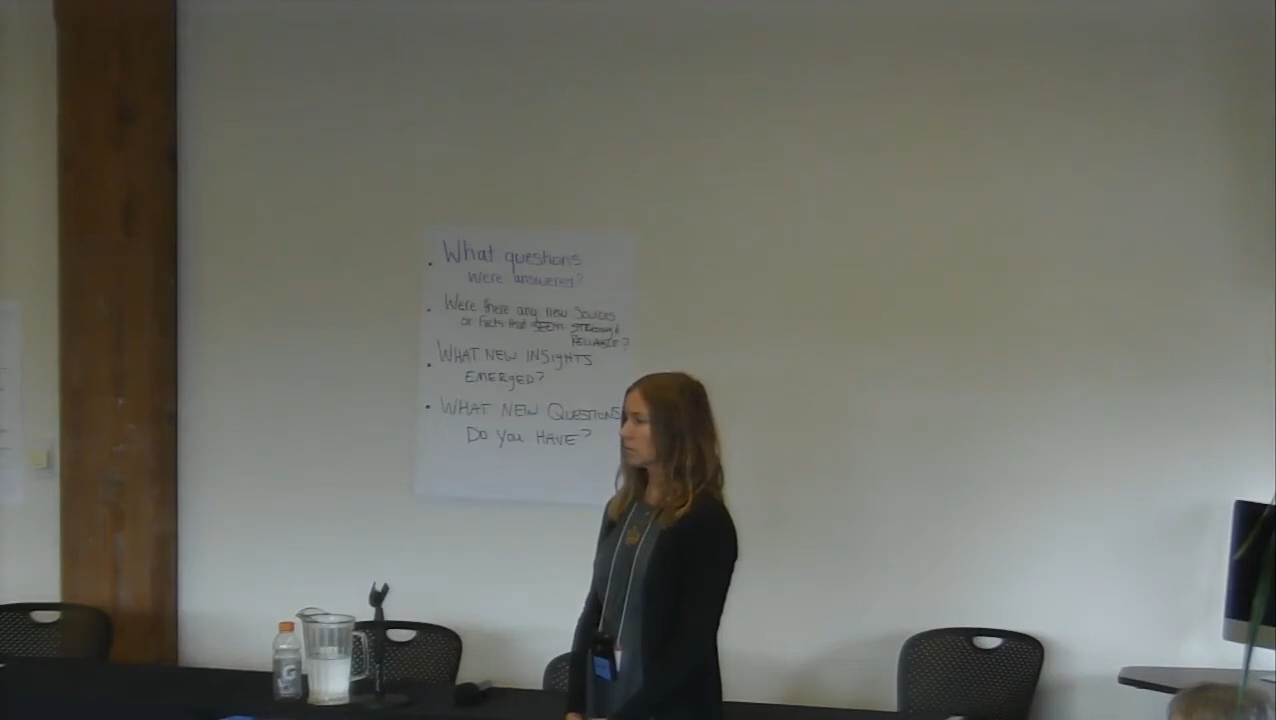 • What questions
were answered?
• Were there any new sources
or facts that SEEM STRONG &
RELIABLE?
• WHAT NEW INSIGHTS
EMERGED?
• WHAT NEW QUESTIONS
DO YOU HAVE?